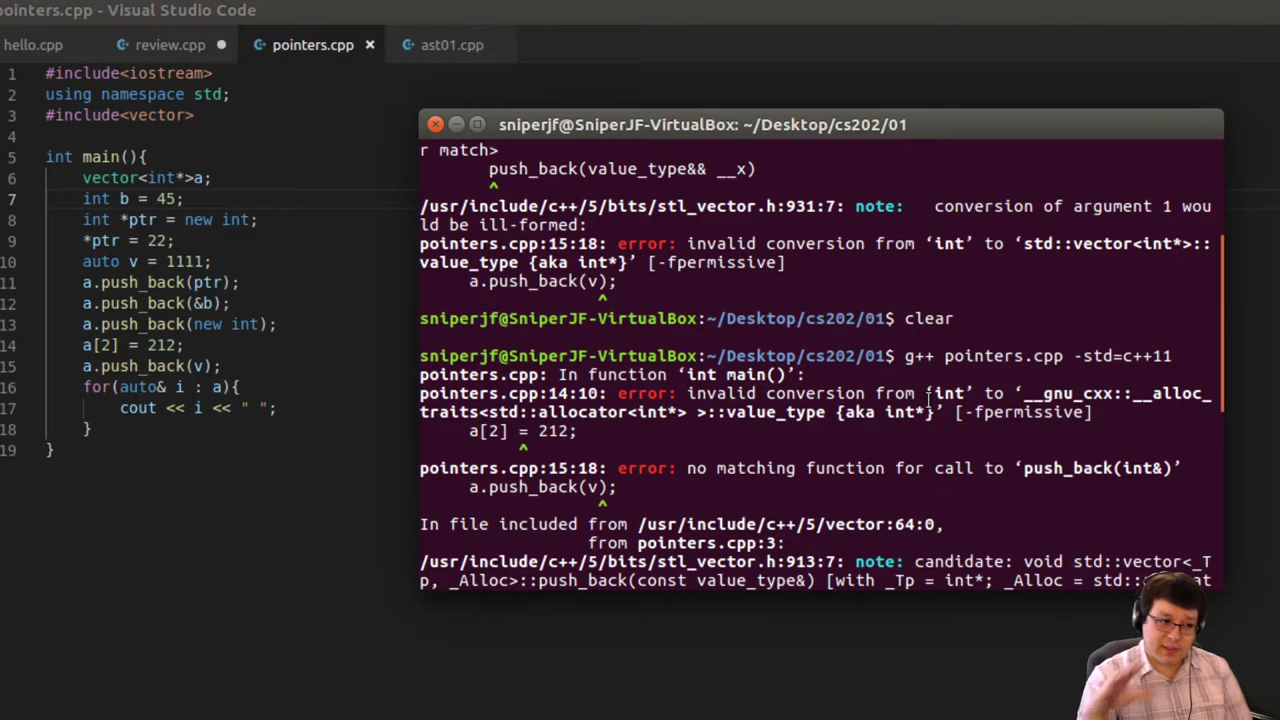 pointers.cpp - Visual Studio Code
hello.cpp review.cpp pointers.cpp × ast01.cpp
1 #include<iostream>
2 using namespace std;
3 #include<vector>
4
5 int main(){
6 vector<int*>a;
7 int b = 45;
8 int *ptr = new int;
9 *ptr = 22;
10 auto v = 1111;
11 a.push_back(ptr);
12 a.push_back(&b);
13 a.push_back(new int);
14 a[2] = 212;
15 a.push_back(v);
16 for(auto& i : a){
17 cout << i << " ";
18 }
19 }
sniperjf@SniperJF-VirtualBox: ~/Desktop/cs202/01
r match>
push_back(value_type&& __x)
^
/usr/include/c++/5/bits/stl_vector.h:931:7: note: conversion of argument 1 wou
ld be ill-formed:
pointers.cpp:15:18: error: invalid conversion from ‘int’ to ‘std::vector<int*>::
value_type {aka int*}’ [-fpermissive]
a.push_back(v);
^
sniperjf@SniperJF-VirtualBox:~/Desktop/cs202/01$ clear
sniperjf@SniperJF-VirtualBox:~/Desktop/cs202/01$ g++ pointers.cpp -std=c++11
pointers.cpp: In function ‘int main()’:
pointers.cpp:14:10: error: invalid conversion from ‘int’ to ‘__gnu_cxx::__alloc_
traits<std::allocator<int*> >::value_type {aka int*}’ [-fpermissive]
a[2] = 212;
^
pointers.cpp:15:18: error: no matching function for call to ‘push_back(int&)’
a.push_back(v);
^
In file included from /usr/include/c++/5/vector:64:0,
from pointers.cpp:3:
/usr/include/c++/5/bits/stl_vector.h:913:7: note: candidate: void std::vector<_T
p, _Alloc>::push_back(const value_type&) [with _Tp = int*; _Alloc = std::